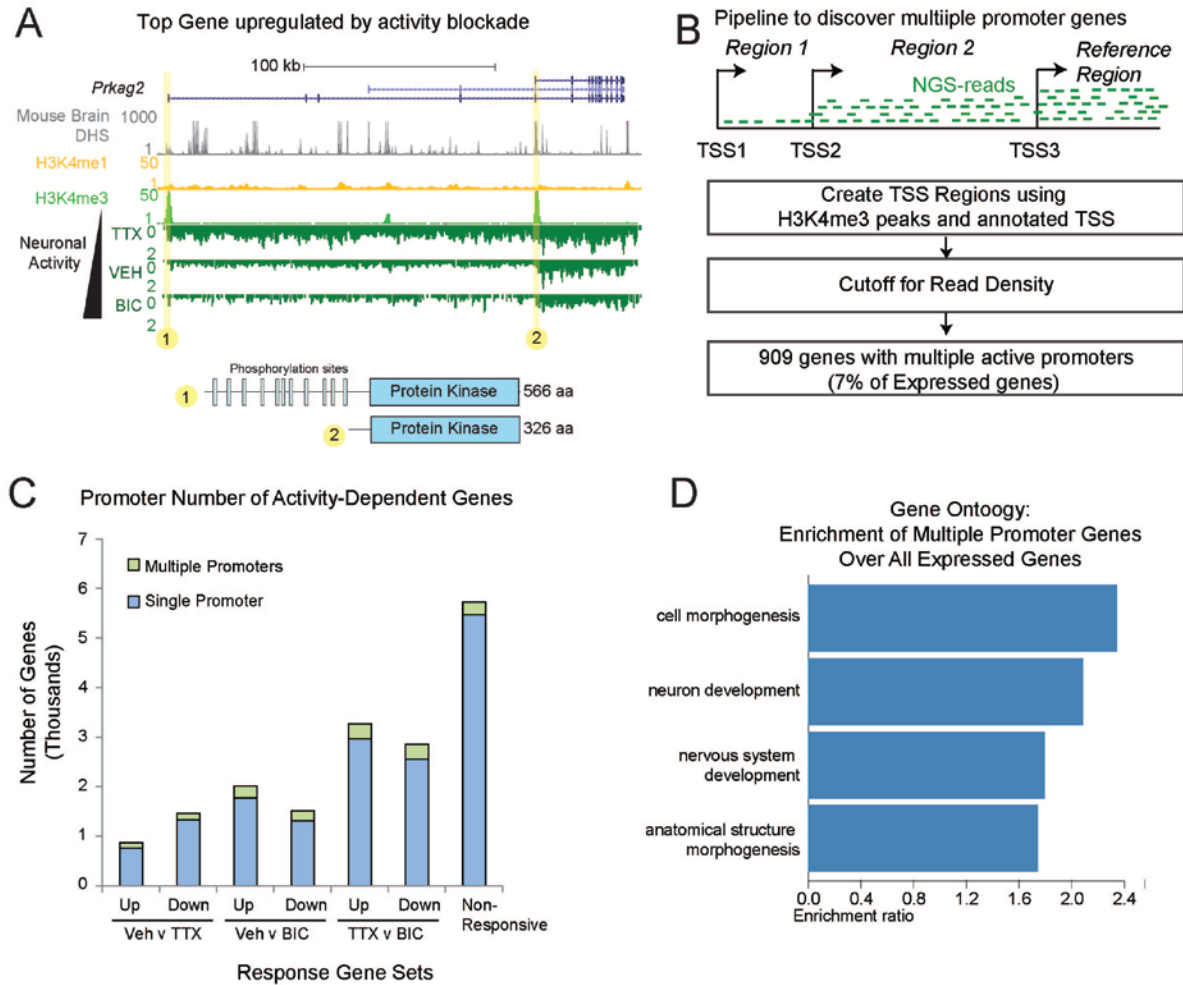 A
Top Gene upregulated by activity blockade
100 kb
Prkag2
Mouse Brain 1000
DHS
1
H3K4me1 50
1
H3K4me3 50
1
Neuronal
Activity
TTX 0
2
VEH 0
2
BIC 0
2
1
2
Phosphorylation sites
1
Protein Kinase
566 aa
2
Protein Kinase
326 aa
B
Pipeline to discover multiiple promoter genes
Region 1
Region 2
Reference
Region
NGS-reads
TSS1
TSS2
TSS3
Create TSS Regions using
H3K4me3 peaks and annotated TSS
Cutoff for Read Density
909 genes with multiple active promoters
(7% of Expressed genes)
C
Promoter Number of Activity-Dependent Genes
Number of Genes
(Thousands)
7
6
5
4
3
2
1
0
Multiple Promoters
Single Promoter
Up Down Up Down Up Down Non-
Responsive
Veh v TTX Veh v BIC TTX v BIC
Response Gene Sets
D
Gene Ontoogy:
Enrichment of Multiple Promoter Genes
Over All Expressed Genes
cell morphogenesis
neuron development
nervous system
development
anatomical structure
morphogenesis
0.0 0.4 0.8 1.2 1.6 2.0 2.4
Enrichment ratio